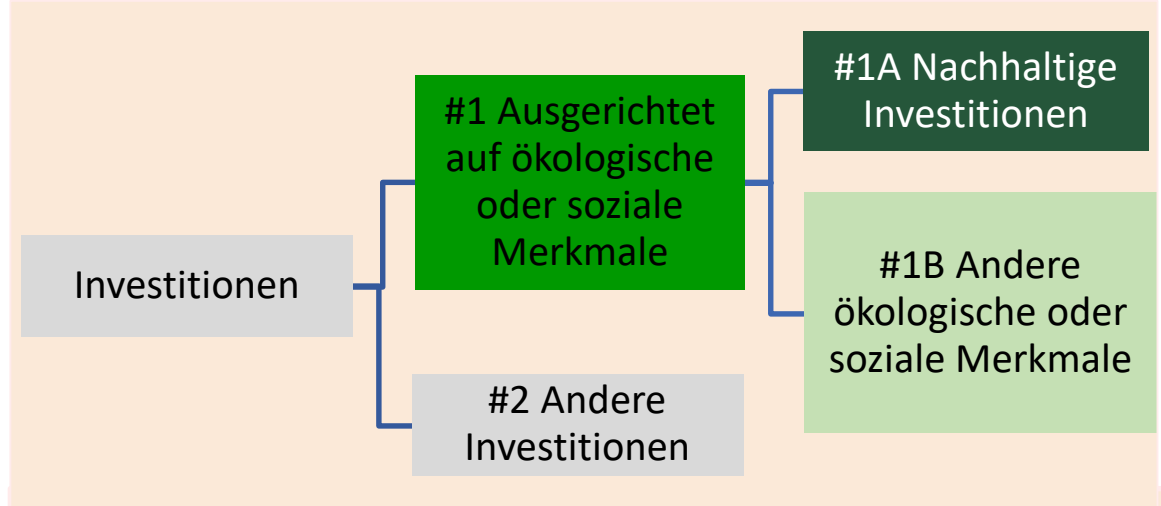 Investitionen
#1 Ausgerichtet
auf ökologische
oder soziale
Merkmale
#2 Andere
Investitionen
#1A Nachhaltige
Investitionen
#1B Andere
ökologische oder
soziale Merkmale